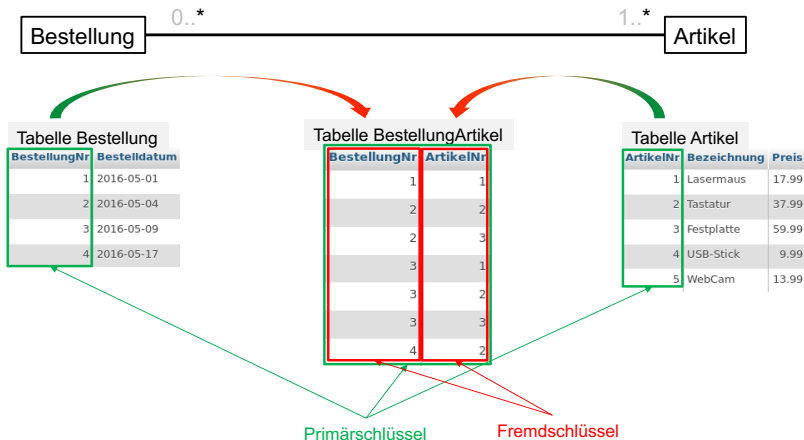 0..* 1..*
Bestellung Artikel
Tabelle Bestellung
BestellungNr Bestelldatum
1 2016-05-01
2 2016-05-04
3 2016-05-09
4 2016-05-17
Tabelle BestellungArtikel
BestellungNr ArtikelNr
1 1
2 2
2 3
3 1
3 2
3 3
4 2
Tabelle Artikel
ArtikelNr Bezeichnung Preis
1 Lasermaus 17.99
2 Tastatur 37.99
3 Festplatte 59.99
4 USB-Stick 9.99
5 WebCam 13.99
Primärschlüssel Fremdschlüssel